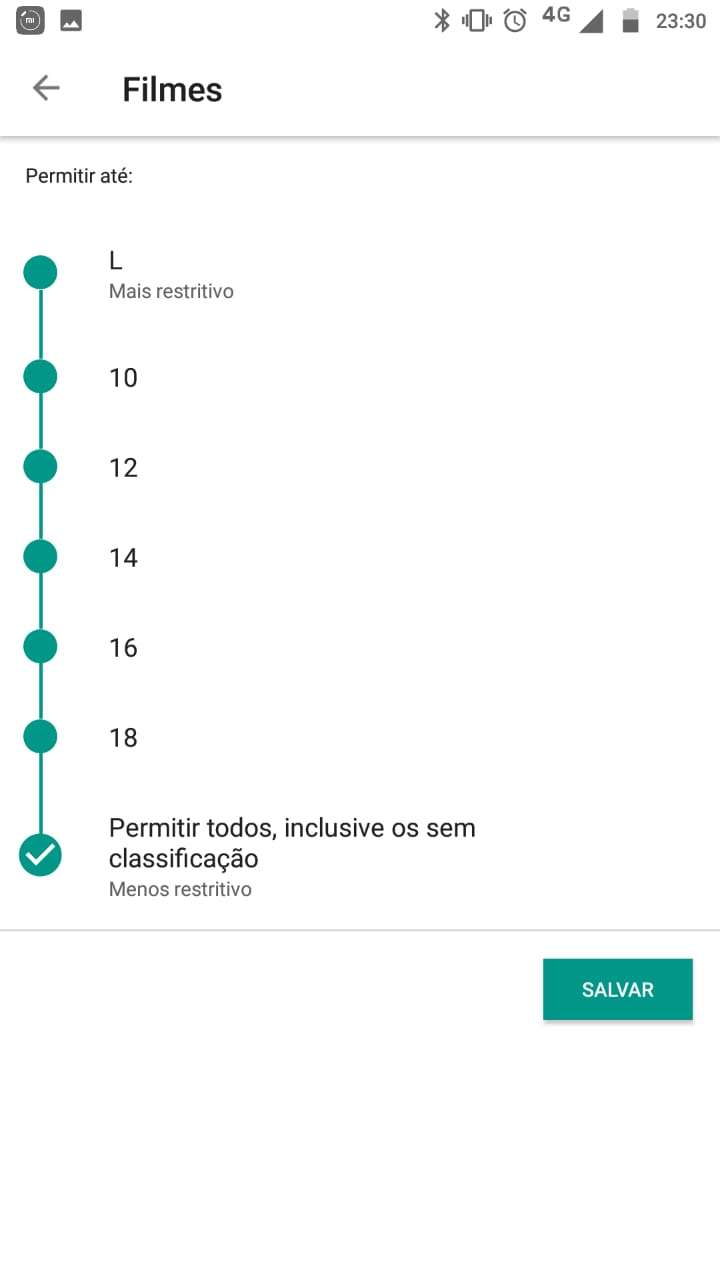 4G 23:30
Filmes
Permitir até:
L
Mais restritivo
10
12
14
16
18
Permitir todos, inclusive os sem
classificação
Menos restritivo
SALVAR